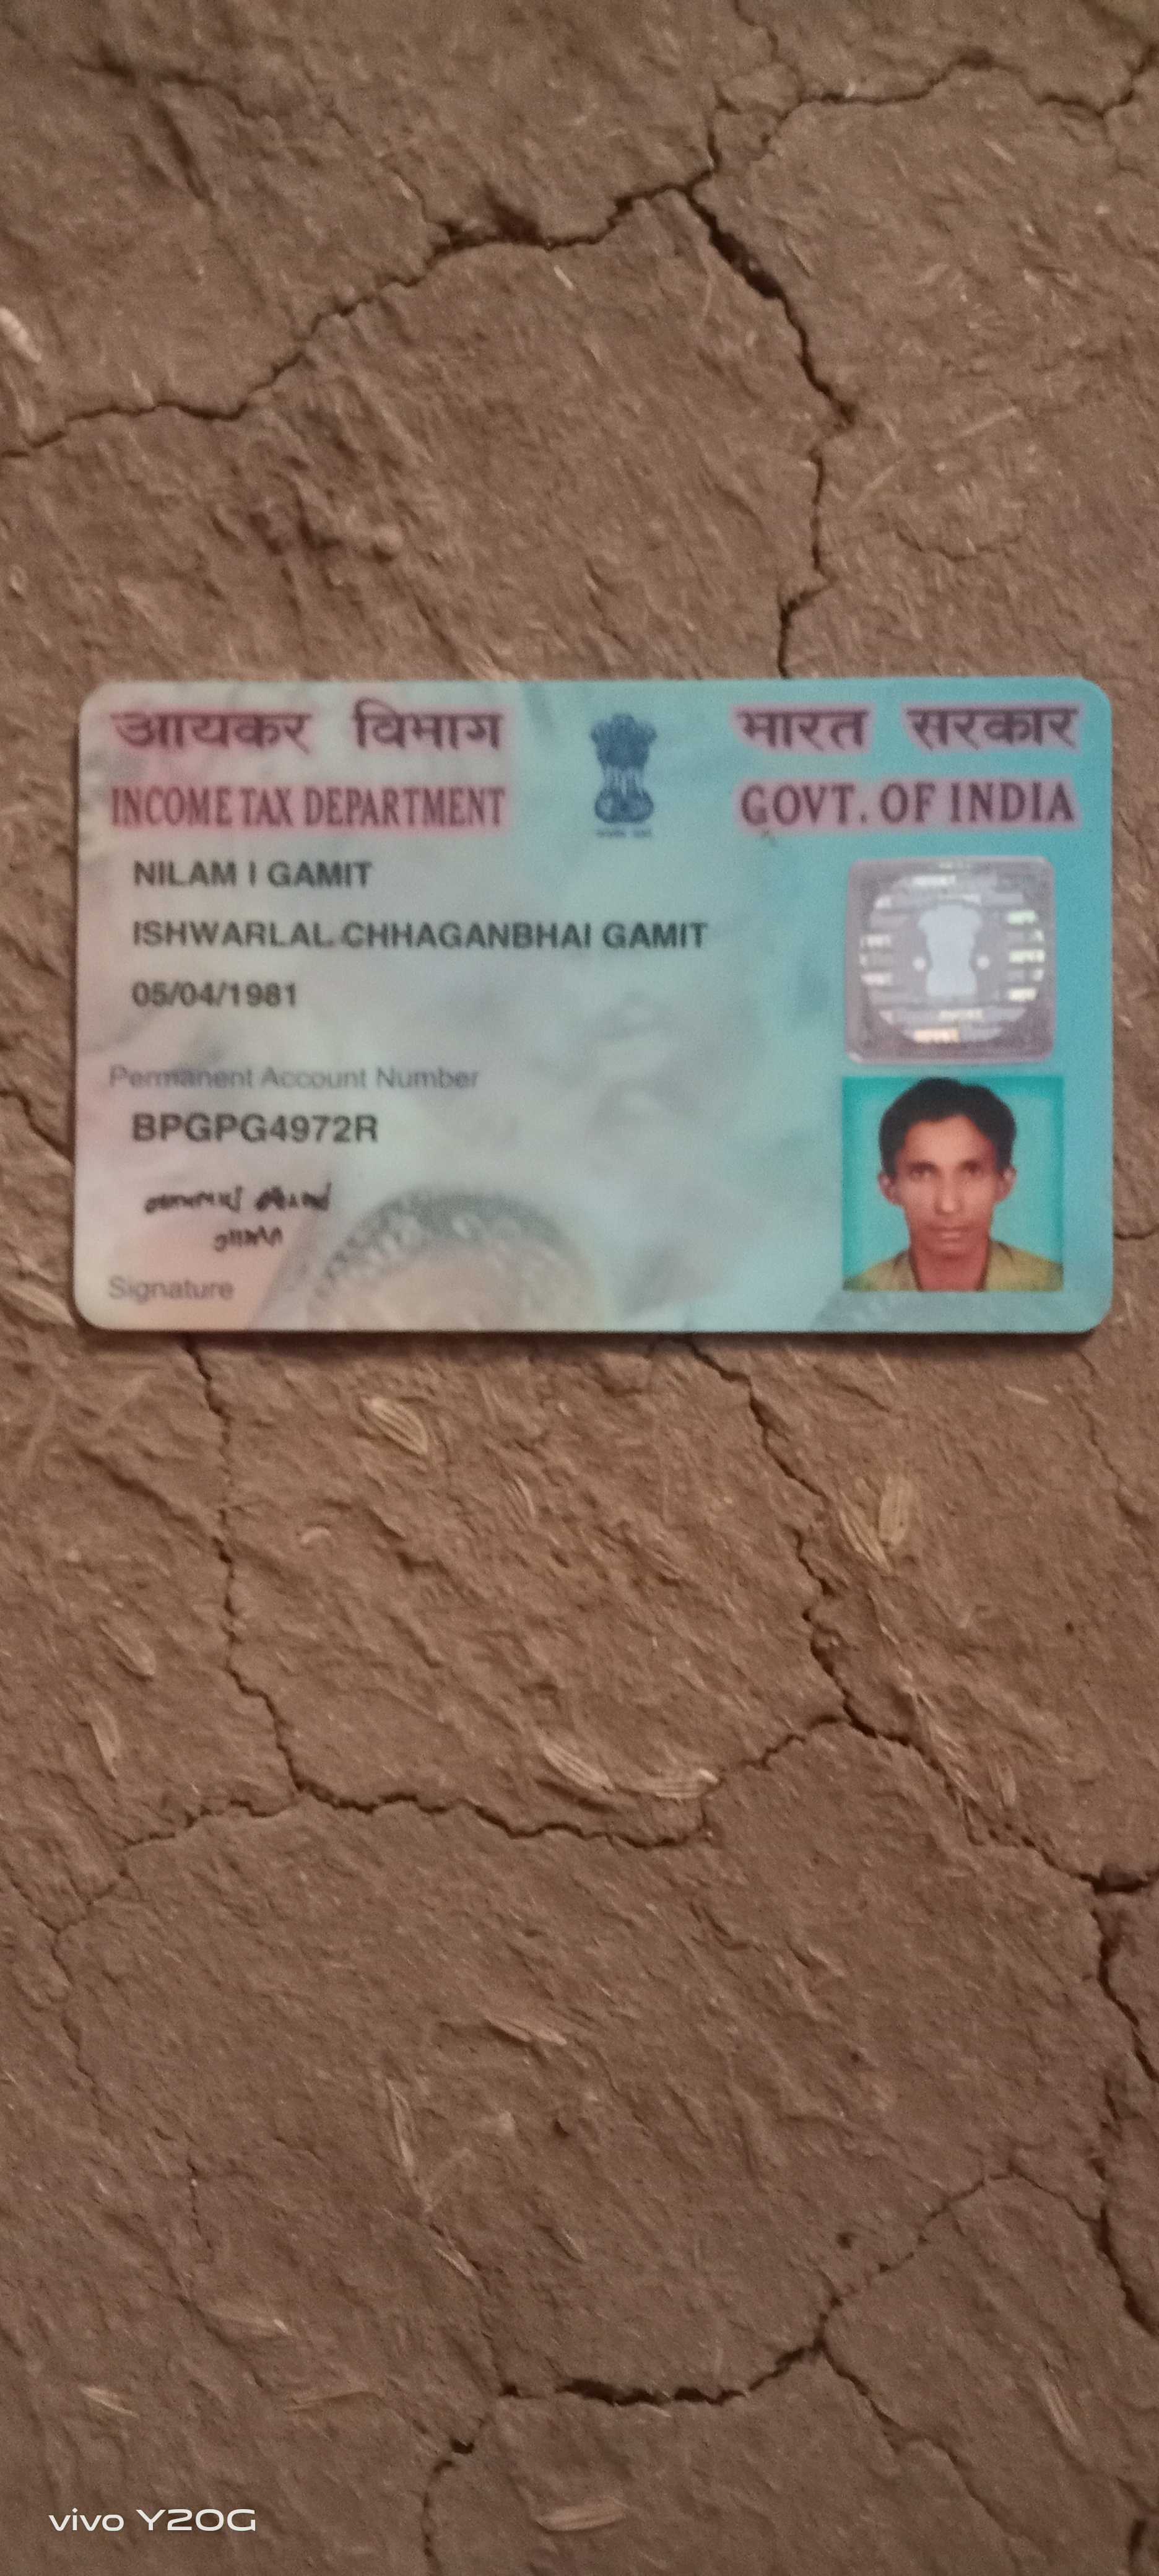 आयकर विभाग
INCOME TAX DEPARTMENT
भारत सरकार
GOVT. OF INDIA
NILAM I GAMIT
ISHWARLAL CHHAGANBHAI GAMIT
05/04/1981
Permanent Account Number
BPGPG4972R
Signature
vivo Y20G